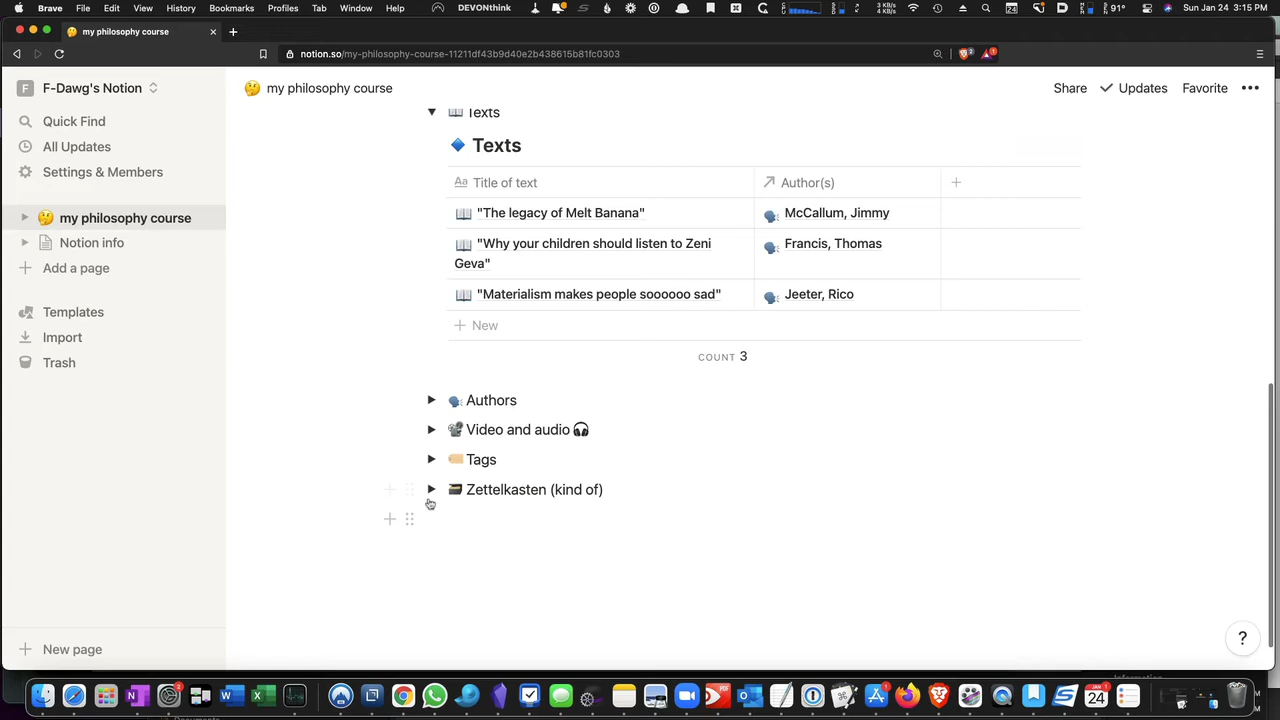 Brave File Edit View History Bookmarks Profiles Tab Window Help DEVONthink 91° Sun Jan 24 3:15 PM
my philosophy course
notion.so/my-philosophy-course-11211df43b9d40e2b438615b81fc0303
F F-Dawg's Notion
Quick Find
All Updates
Settings & Members
my philosophy course
Notion info
Add a page
Templates
Import
Trash
New page
my philosophy course
Share Updates Favorite
Texts
Texts
Aa Title of text Author(s)
"The legacy of Melt Banana" McCallum, Jimmy
"Why your children should listen to Zeni Francis, Thomas
Geva"
"Materialism makes people soooooo sad" Jeeter, Rico
New
COUNT 3
Authors
Video and audio
Tags
Zettelkasten (kind of)
?